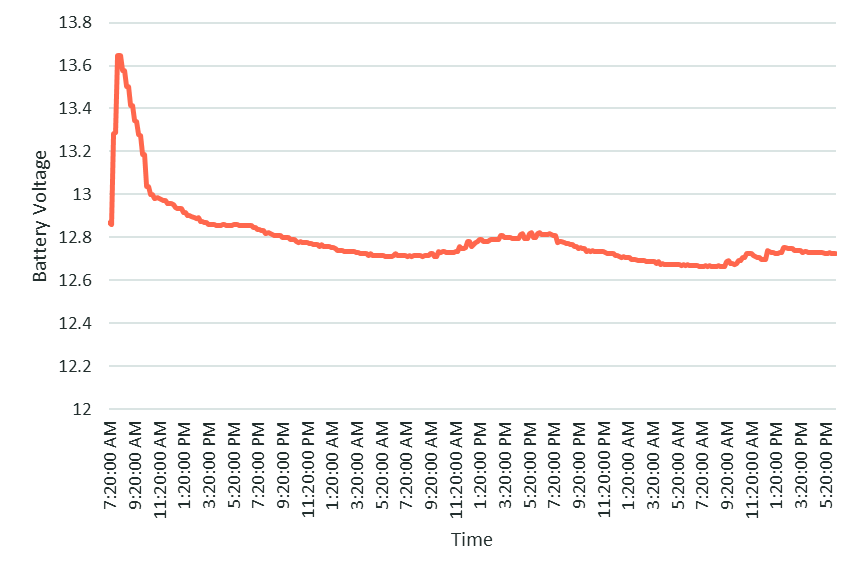 13.8
13.6
13.4
13.2
13
12.8
12.6
12.4
12.2
12
Battery Voltage
7:20:00 AM
9:20:00 AM
11:20:00 AM
1:20:00 PM
3:20:00 PM
5:20:00 PM
7:20:00 PM
9:20:00 PM
11:20:00 PM
1:20:00 AM
3:20:00 AM
5:20:00 AM
7:20:00 AM
9:20:00 AM
11:20:00 AM
1:20:00 PM
3:20:00 PM
5:20:00 PM
7:20:00 PM
9:20:00 PM
11:20:00 PM
1:20:00 AM
3:20:00 AM
5:20:00 AM
7:20:00 AM
9:20:00 AM
11:20:00 AM
1:20:00 PM
3:20:00 PM
5:20:00 PM
Time